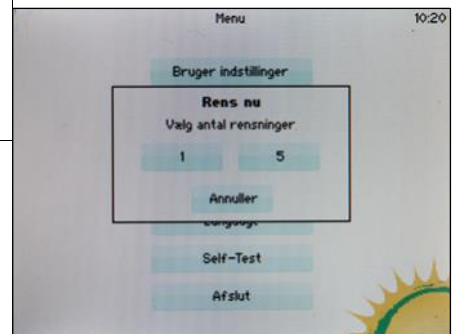 Menu 10:20
Bruger indstillinger
Rens nu
Vælg antal rensninger
1 5
Annuller
Self-Test
Afslut